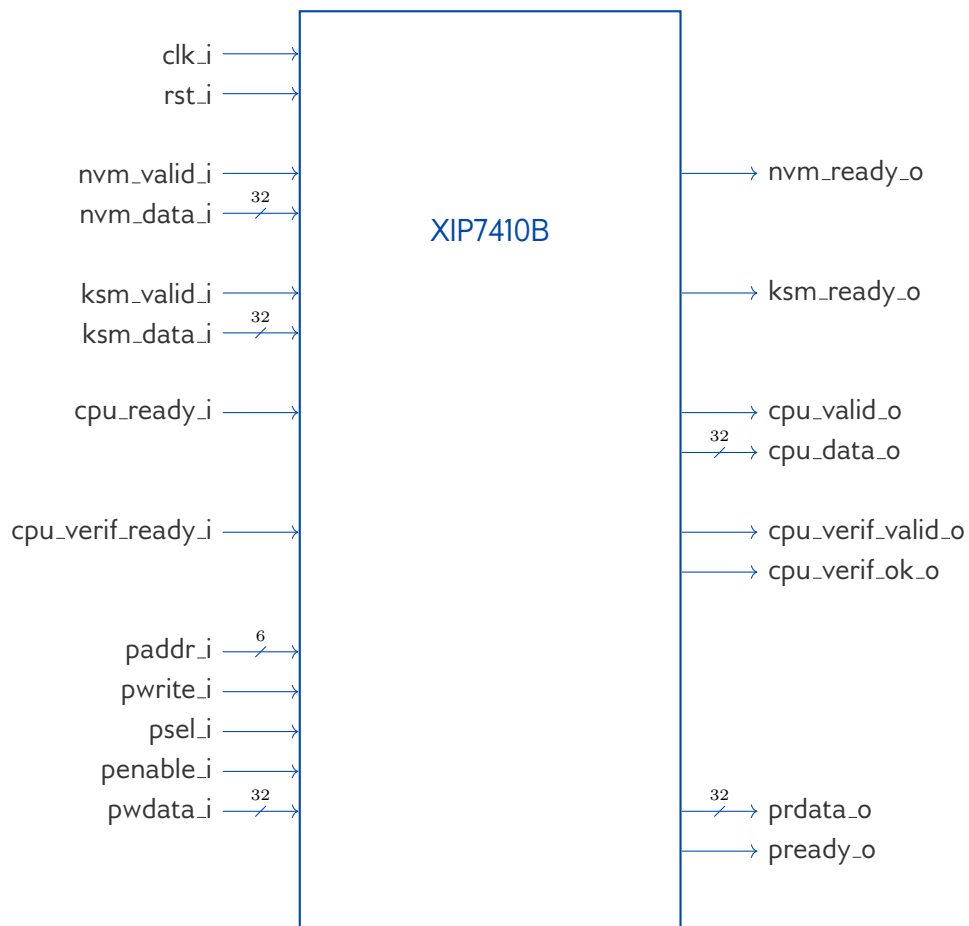 clk_i
rst_i
nvm_valid_i
nvm_ready_o
32
nvm_data_i
XIP7410B
ksm_valid_i
ksm_ready_o
32
ksm_data_i
cpu_ready_i
cpu_valid_o
32
cpu_data_o
cpu_verif_ready_i
cpu_verif_valid_o
cpu_verif_ok_o
6
paddr_i
pwrite_i
psel_i
penable_i
32
pwdata_i
32
prdata_o
pready_o